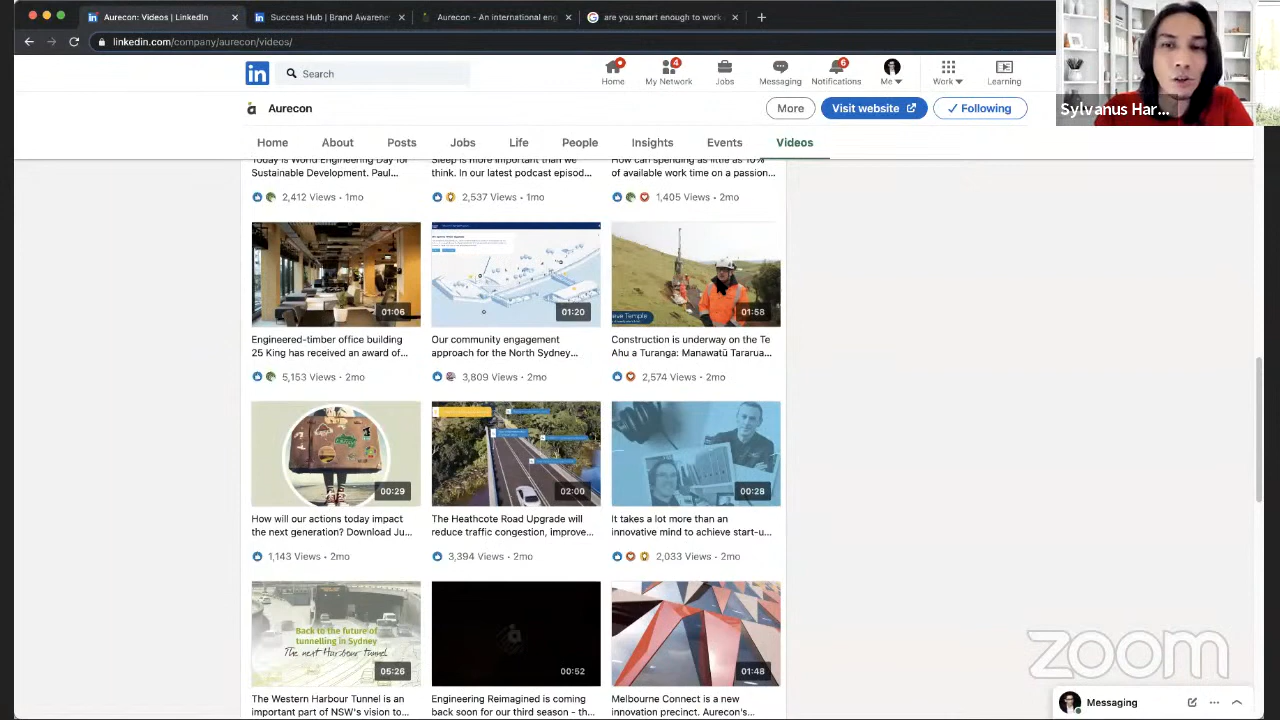 Aurecon: Videos | LinkedIn
Success Hub | Brand Awarene
Aurecon - An international eng
are you smart enough to work
linkedin.com/company/aurecon/videos/
in
Search
4
6
Home
My Network
Jobs
Messaging
Notifications
Me
Work
Learning
Sylvanus Har...
Aurecon
More
Visit website
Following
Home
About
Posts
Jobs
Life
People
Insights
Events
Videos
Today is World Engineering Day for
Sustainable Development. Paul...
2,412 Views • 1mo
Sleep is more important than we
think. In our latest podcast episod...
2,537 Views • 1mo
How can spending as little as 10%
of available work time on a passion...
1,405 Views • 2mo
01:06
01:20
01:58
Engineered-timber office building
25 King has received an award of...
5,153 Views • 2mo
Our community engagement
approach for the North Sydney...
3,809 Views • 2mo
Construction is underway on the Te
Ahu a Turanga: Manawatū Tararua...
2,574 Views • 2mo
00:29
02:00
00:28
How will our actions today impact
the next generation? Download Ju...
1,143 Views • 2mo
The Heathcote Road Upgrade will
reduce traffic congestion, improve...
3,394 Views • 2mo
It takes a lot more than an
innovative mind to achieve start-u...
2,033 Views • 2mo
Back to the future of
tunnelling in Sydney
The next Harbour tunnel
05:26
00:52
01:48
The Western Harbour Tunnel is an
important part of NSW's vision to...
Engineering Reimagined is coming
back soon for our third season - th...
Melbourne Connect is a new
innovation precinct. Aurecon's...
zoom
Messaging